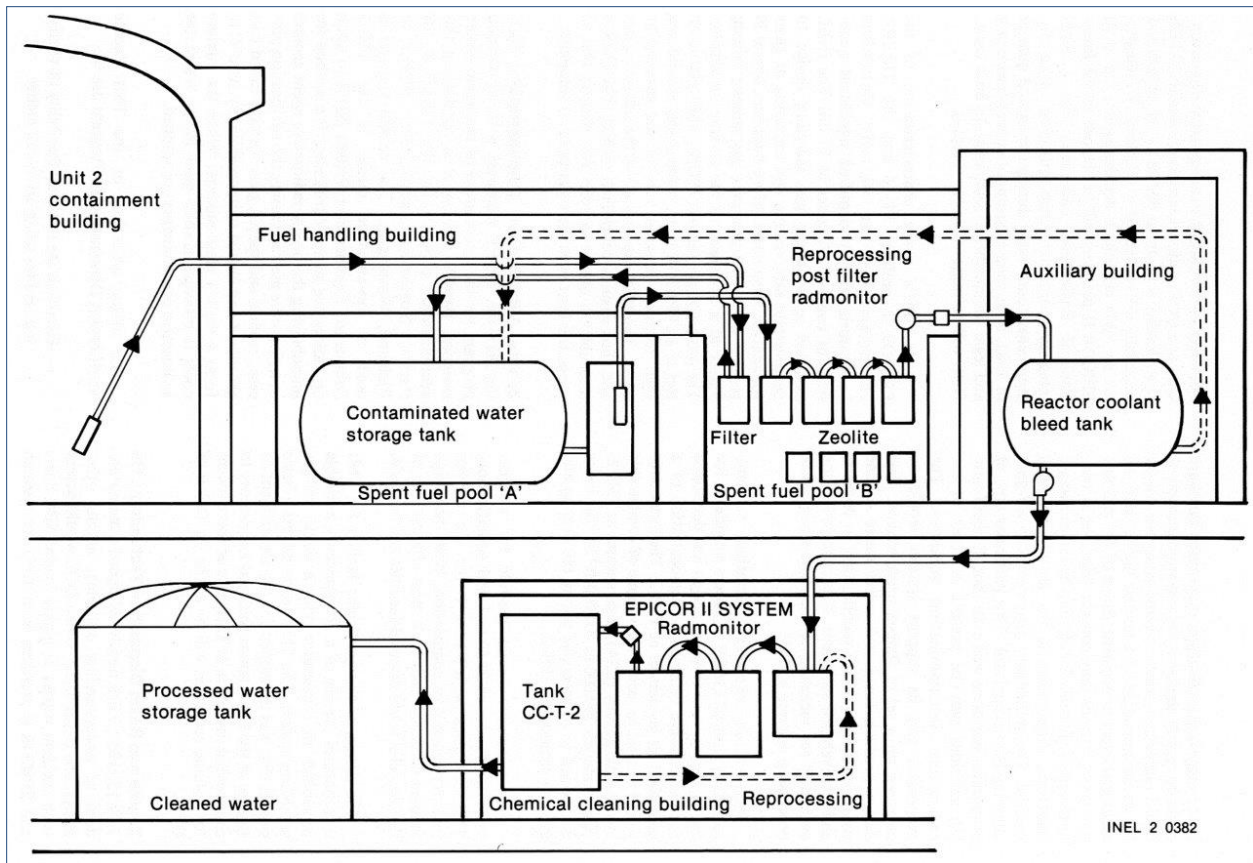 Unit 2
containment
building
Fuel handling building
Reprocessing
post filter
radmonitor
Auxiliary building
Contaminated water
storage tank
Filter
Zeolite
Reactor coolant
bleed tank
Spent fuel pool 'A'
Spent fuel pool 'B'
EPICOR II SYSTEM
Radmonitor
Processed water
storage tank
Tank
CC-T-2
Cleaned water
Chemical cleaning building
Reprocessing
INEL 2 0382